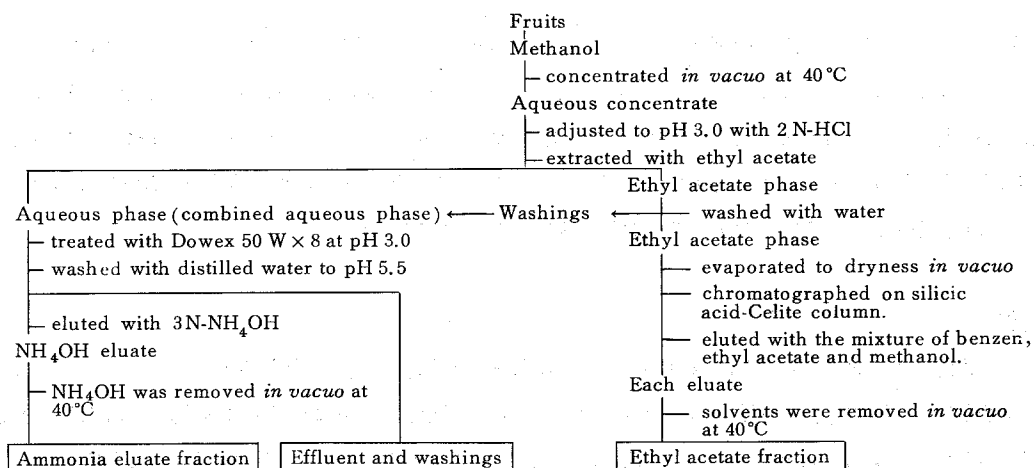 Fruits
Methanol
concentrated in vacuo at 40°C
Aqueous concentrate
adjusted to pH 3.0 with 2 N-HCl
extracted with ethyl acetate
Ethyl acetate phase
Aqueous phase (combined aqueous phase) Washings washed with water
treated with Dowex 50 W × 8 at pH 3.0
washed with distilled water to pH 5.5
Ethyl acetate phase
evaporated to dryness in vacuo
chromatographed on silicic
acid-Celite column.
eluted with the mixture of benzen,
ethyl acetate and methanol.
eluted with 3N-NH4OH
NH4OH eluate
NH4OH was removed in vacuo at
40°C
Each eluate
solvents were removed in vacuo
at 40°C
Ammonia eluate fraction
Effluent and washings
Ethyl acetate fraction